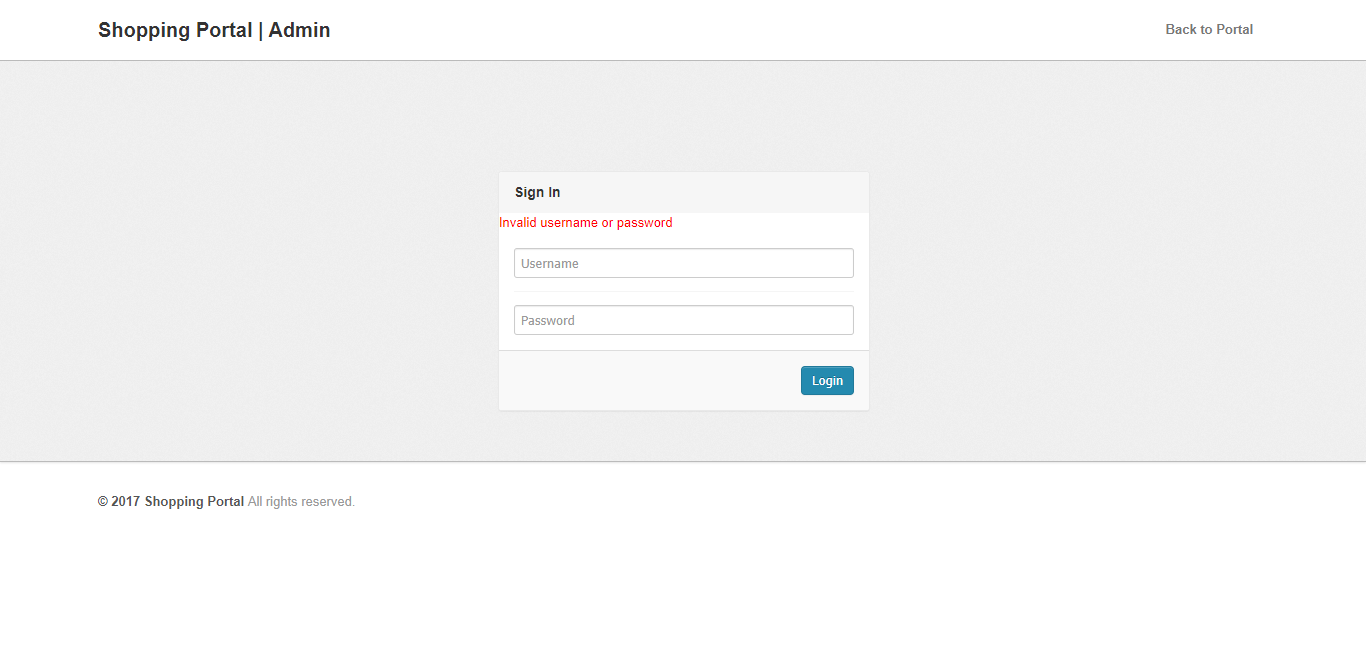 Shopping Portal | Admin
Back to Portal
Sign In
Invalid username or password
Username
Password
Login
© 2017 Shopping Portal All rights reserved.